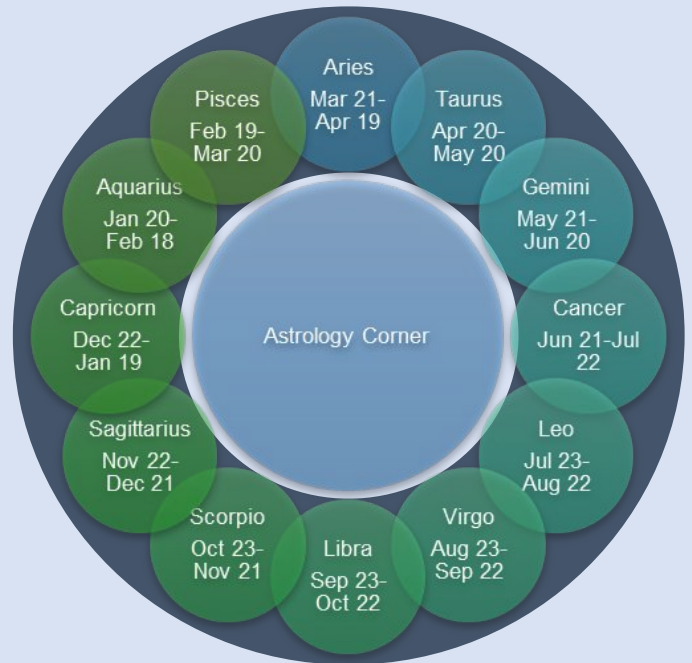 Aries
Mar 21-
Apr 19
Taurus
Apr 20-
May 20
Gemini
May 21-
Jun 20
Cancer
Jun 21-Jul
22
Leo
Jul 23-
Aug 22
Virgo
Aug 23-
Sep 22
Libra
Sep 23-
Oct 22
Scorpio
Oct 23-
Nov 21
Sagittarius
Nov 22-
Dec 21
Capricorn
Dec 22-
Jan 19
Aquarius
Jan 20-
Feb 18
Pisces
Feb 19-
Mar 20
Astrology Corner